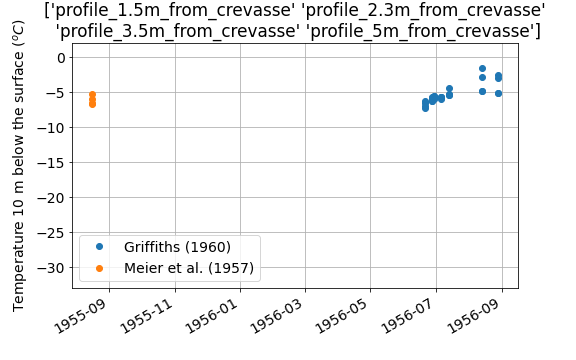 ['profile_1.5m_from_crevasse' 'profile_2.3m_from_crevasse'
'profile_3.5m_from_crevasse' 'profile_5m_from_crevasse']
Temperature 10 m below the surface (°C)
0
−5
−10
−15
−20
−25
−30
Griffiths (1960)
Meier et al. (1957)
1955-09
1955-11
1956-01
1956-03
1956-05
1956-07
1956-09